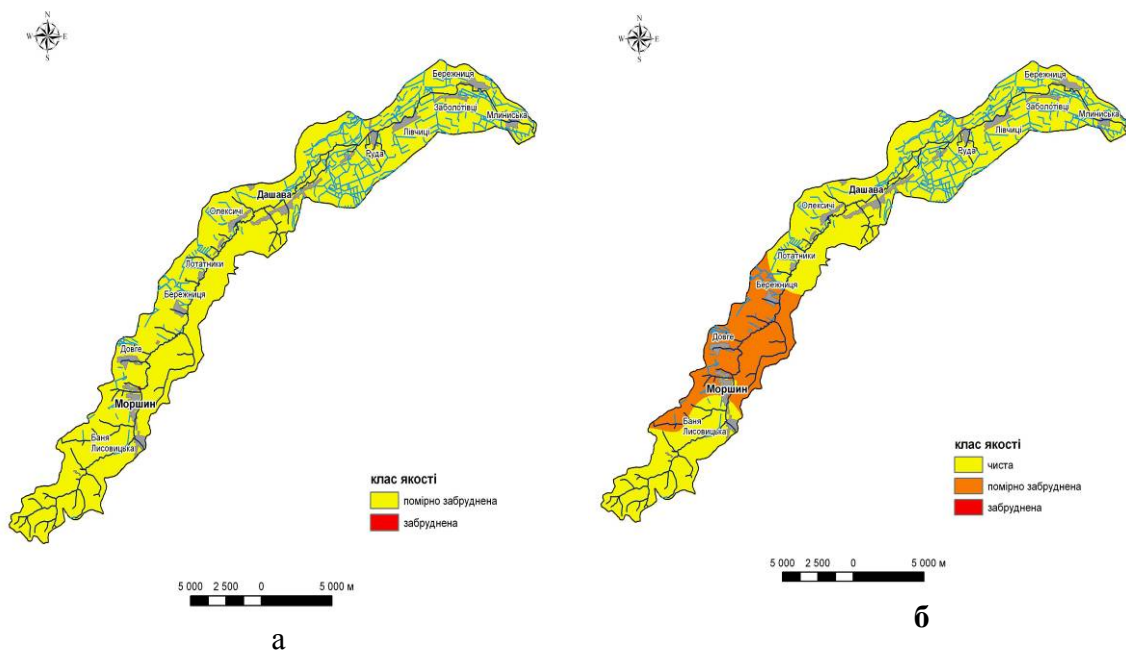 N
W
E
S
Бережниця
Заболотівці
Млиниська
Лівчиці
Руда
Дашава
Олексичі
Лотатники
Бережниця
Довге
Моршин
Баня
Лисовицька
клас якості
помірно забруднена
забруднена
5 000 2 500 0 5 000 м
а
N
W
E
S
Бережниця
Заболотівці
Млиниська
Лівчиці
Руда
Дашава
Олексичі
Лотатники
Бережниця
Довге
Моршин
Баня
Лисовицька
клас якості
чиста
помірно забруднена
забруднена
5 000 2 500 0 5 000 м
б